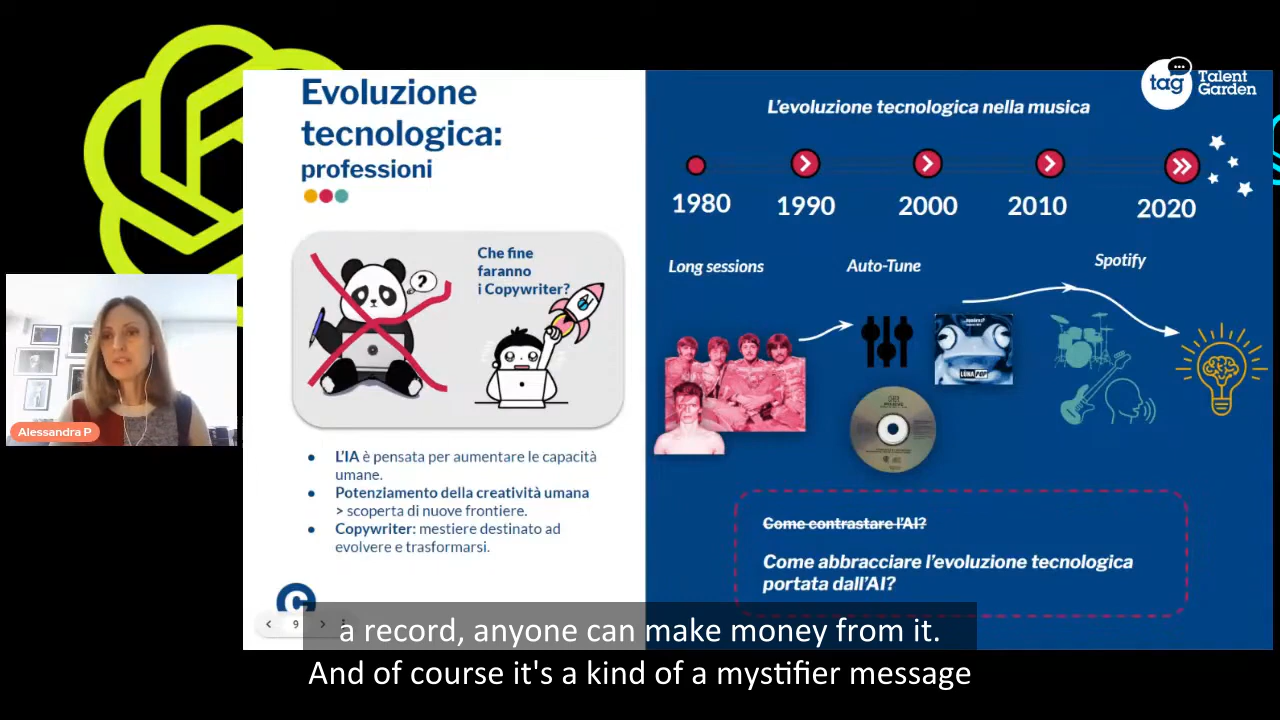 Evoluzione
tecnologica:
professioni
Che fine
faranno
i Copywriter?
?
L'IA è pensata per aumentare le capacità
umane.
Potenziamento della creatività umana
> scoperta di nuove frontiere.
Copywriter: mestiere destinato ad
evolvere e trasformarsi.
C
9
L'evoluzione tecnologica nella musica
1980
1990
2000
2010
2020
Long sessions
Auto-Tune
Spotify
LÙNAPOP
Come contrastare l'AI?
Come abbracciare l'evoluzione tecnologica
portata dall'AI?
tag
Talent
Garden
Alessandra P
a record, anyone can make money from it.
And of course it's a kind of a mystifier message